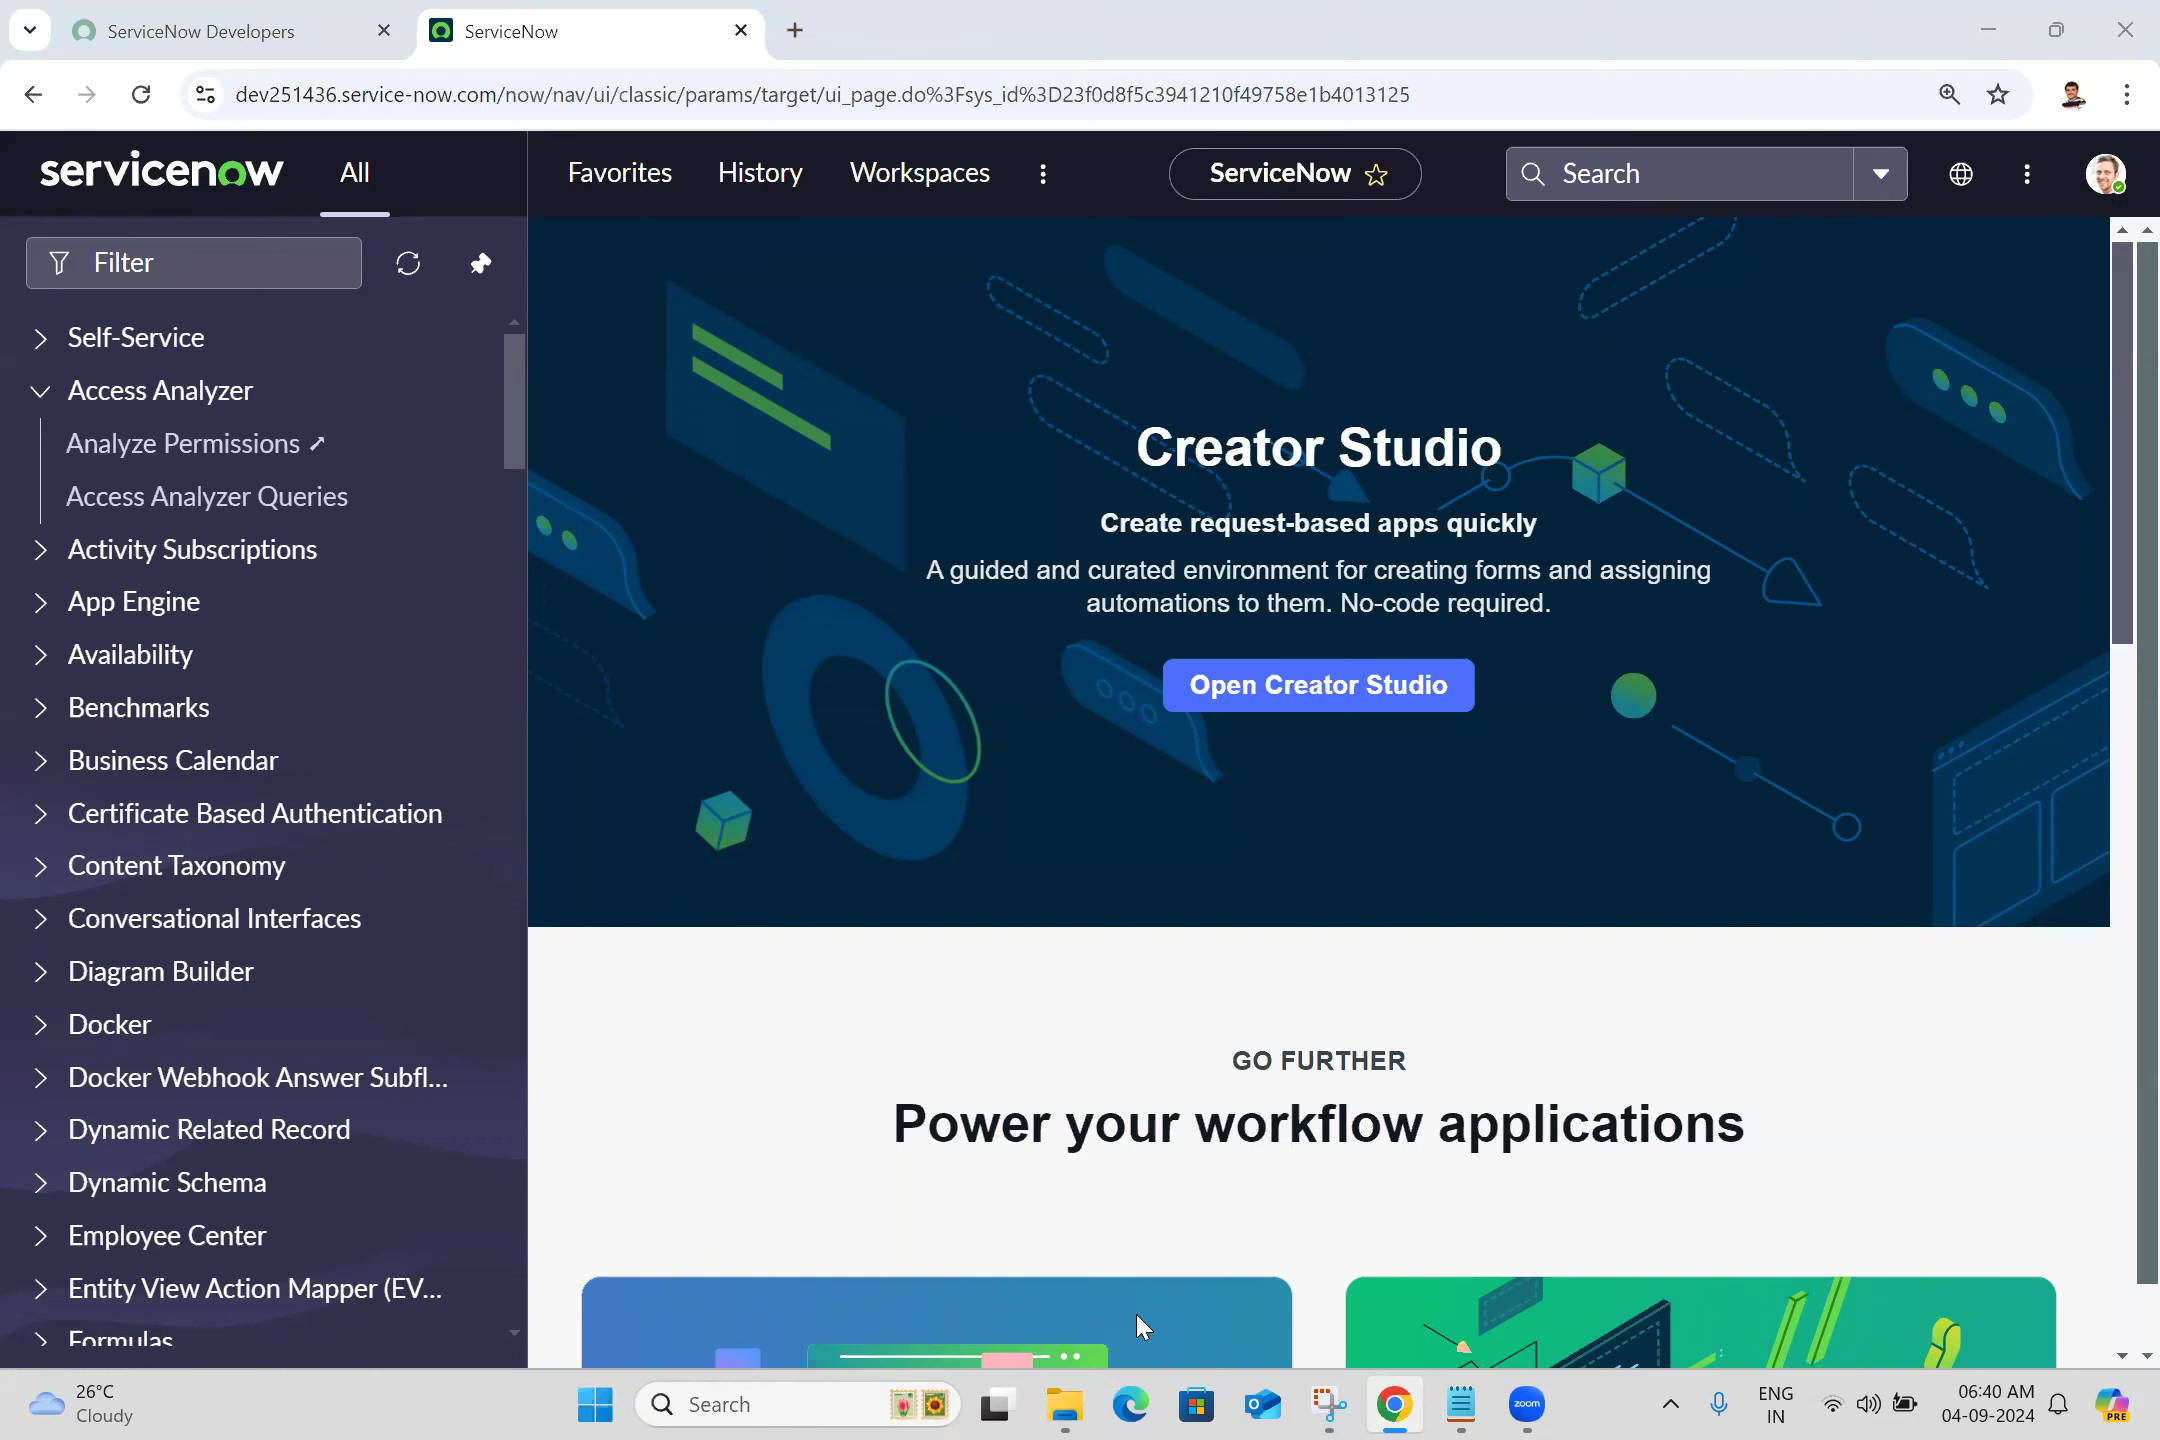 ServiceNow Developers
ServiceNow
dev251436.service-now.com/now/nav/ui/classic/params/target/ui_page.do%3Fsys_id%3D23f0d8f5c3941210f49758e1b4013125
servicenow
All
Favorites
History
Workspaces
ServiceNow
Search
Filter
Self-Service
Access Analyzer
Analyze Permissions
Access Analyzer Queries
Activity Subscriptions
App Engine
Availability
Benchmarks
Business Calendar
Certificate Based Authentication
Content Taxonomy
Conversational Interfaces
Diagram Builder
Docker
Docker Webhook Answer Subfl...
Dynamic Related Record
Dynamic Schema
Employee Center
Entity View Action Mapper (EV...
Formulas
Creator Studio
Create request-based apps quickly
A guided and curated environment for creating forms and assigning
automations to them. No-code required.
Open Creator Studio
GO FURTHER
Power your workflow applications
26°C
Cloudy
Search
zoom
ENG
IN
06:40 AM
04-09-2024
PRE